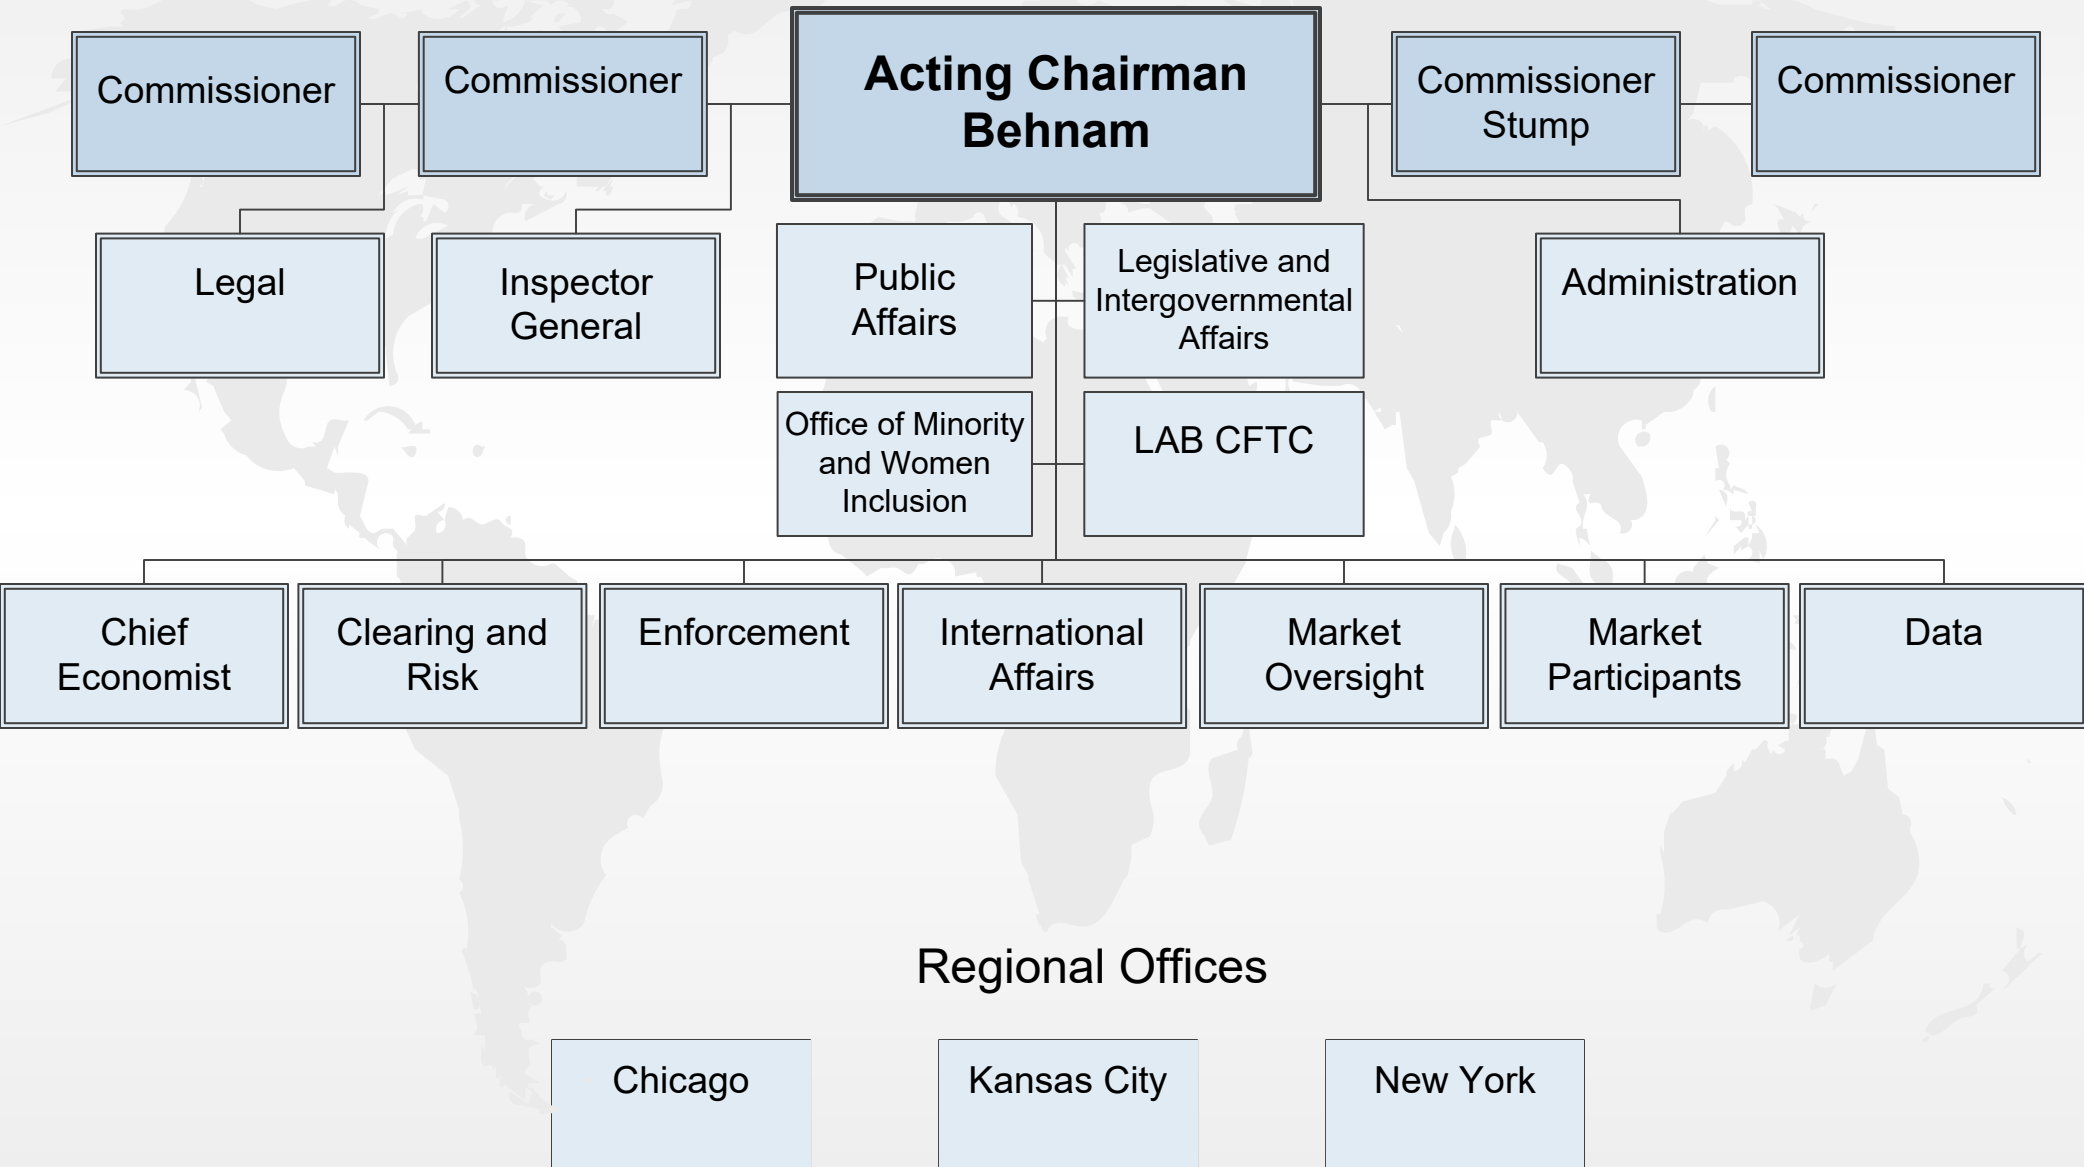 Commissioner
Commissioner
Acting Chairman
Behnam
Commissioner
Stump
Commissioner
Legal
Inspector
General
Public
Affairs
Legislative and
Intergovernmental
Affairs
Administration
Office of Minority
and Women
Inclusion
LAB CFTC
Chief
Economist
Clearing and
Risk
Enforcement
International
Affairs
Market
Oversight
Market
Participants
Data
Regional Offices
Chicago
Kansas City
New York